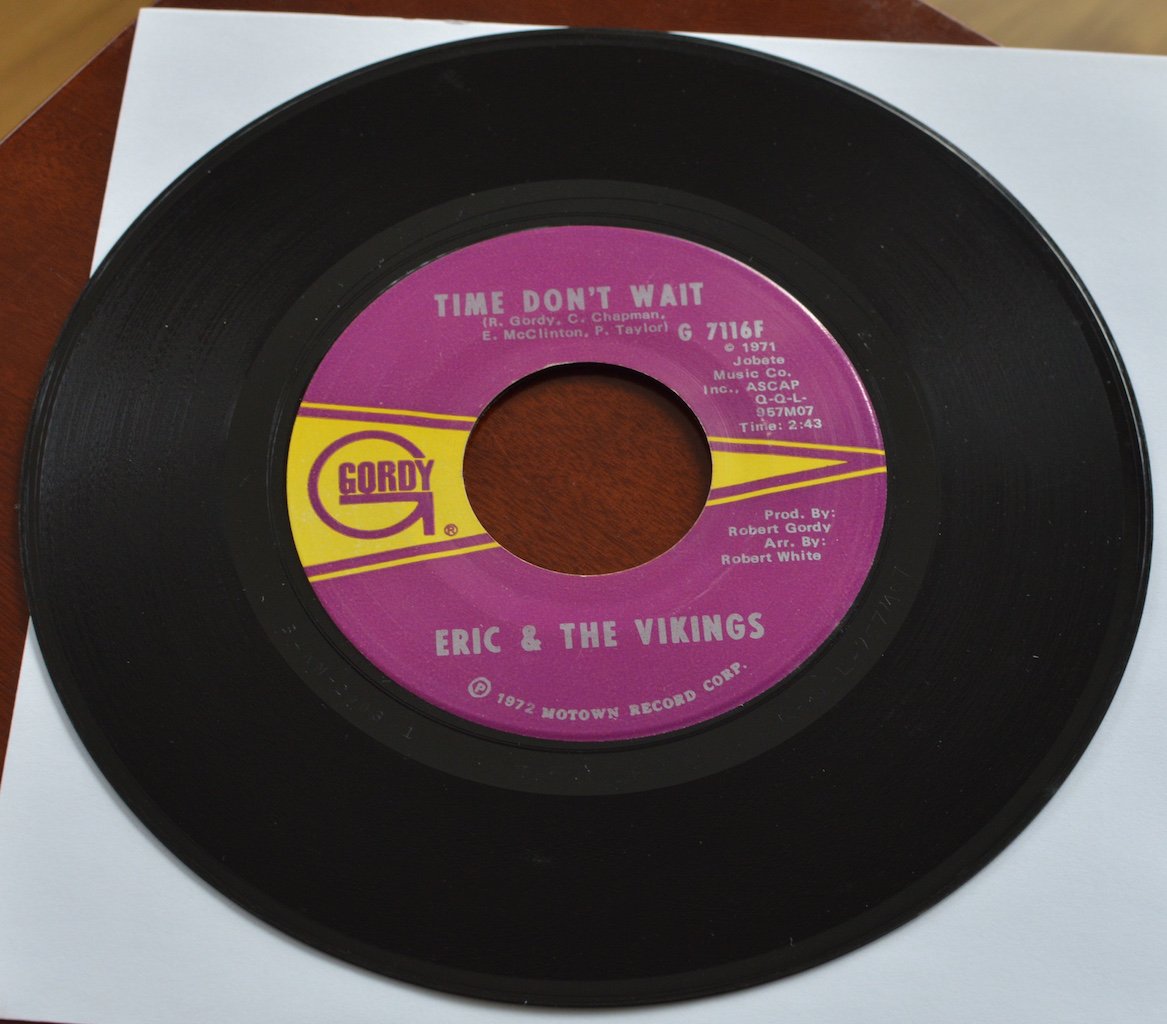 TIME DON'T WAIT
(R. Gordy, C. Chapman,
E. McClinton, P. Taylor)
G 7116F
© 1971
Jobete
Music Co.
Inc., ASCAP
Q-Q-L-
957M07
Time: 2:43
GORDY
®
Prod. By:
Robert Gordy
Arr. By:
Robert White
ERIC & THE VIKINGS
℗ 1972 MOTOWN RECORD CORP.